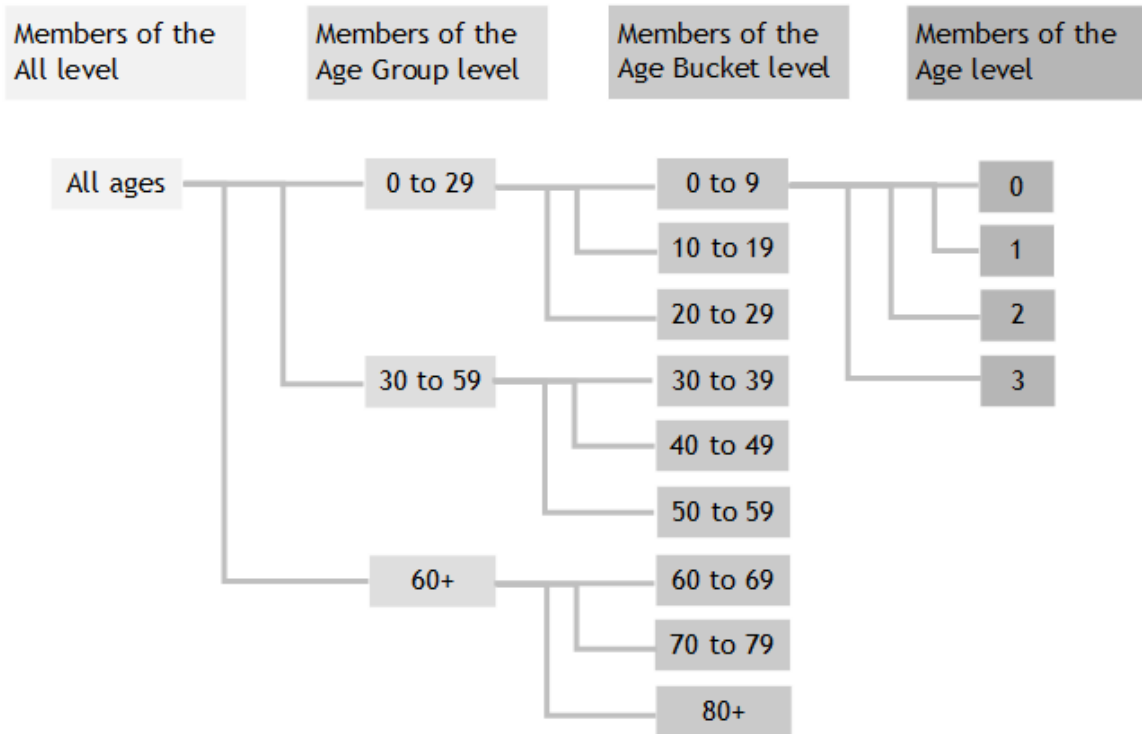 Members of the
All level
Members of the
Age Group level
Members of the
Age Bucket level
Members of the
Age level
All ages
0 to 29
0 to 9
0
10 to 19
1
20 to 29
2
30 to 59
30 to 39
3
40 to 49
50 to 59
60+
60 to 69
70 to 79
80+